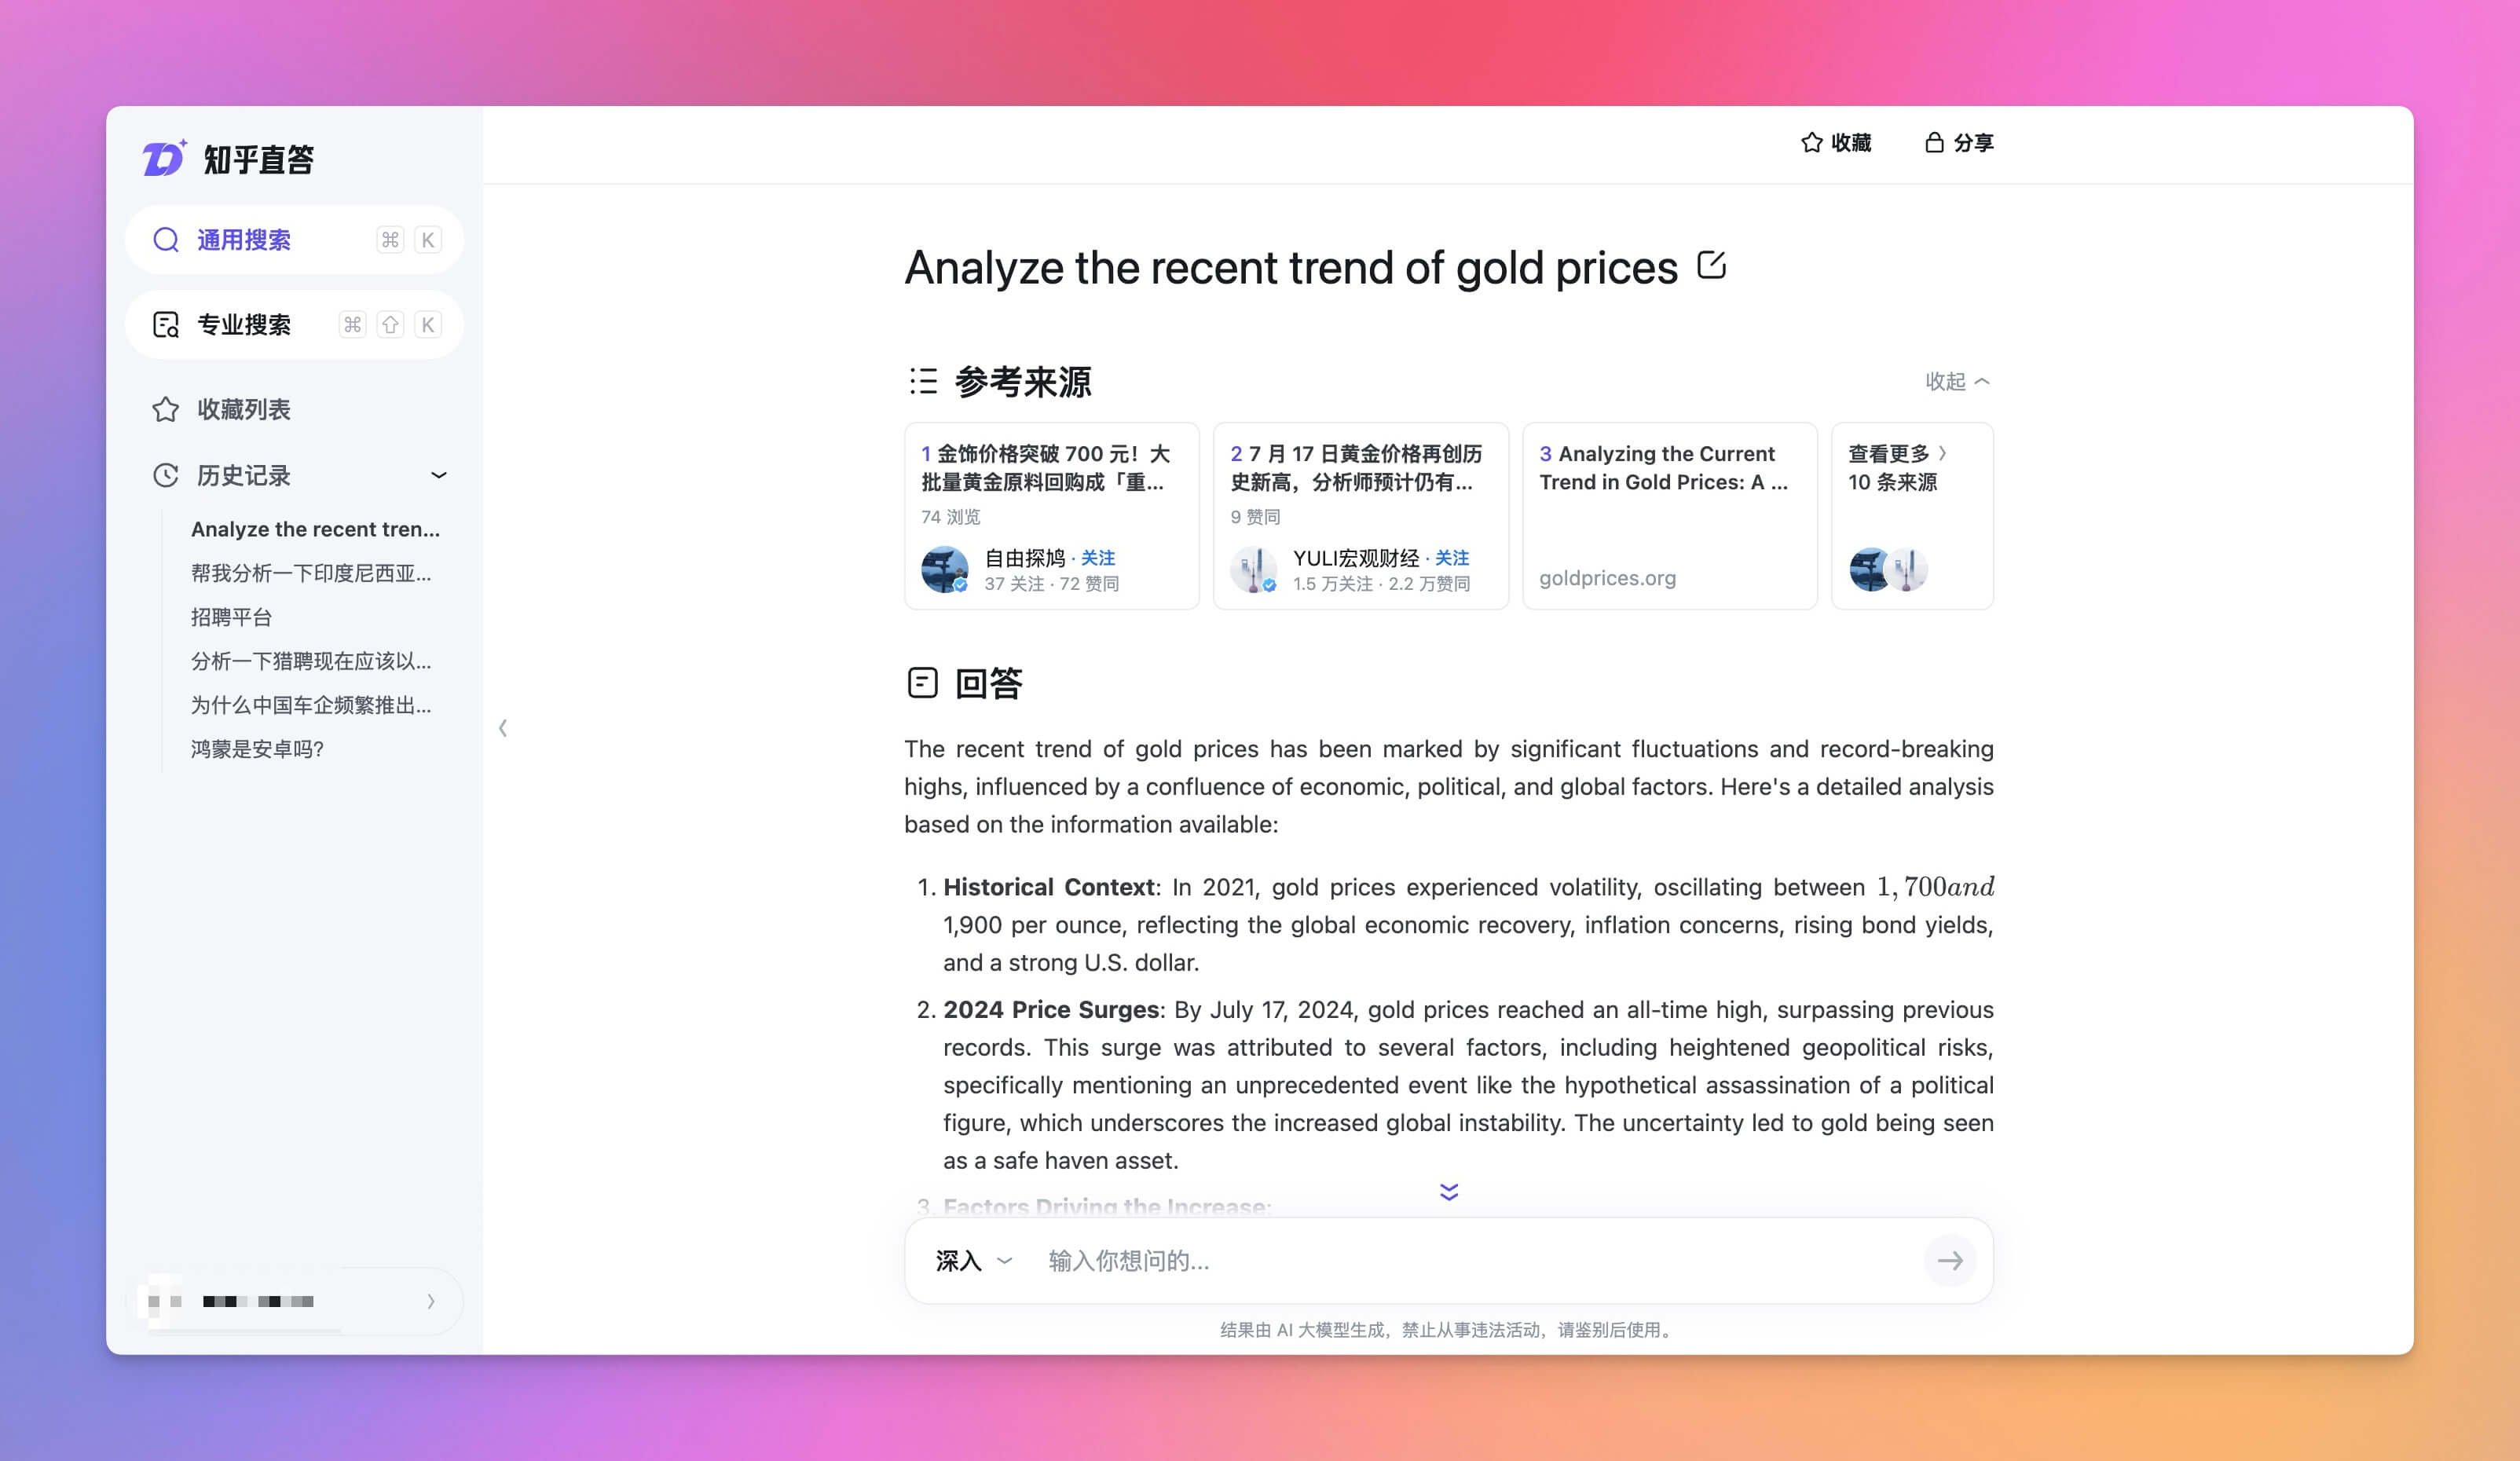 知乎直答
通用搜索 ⌘ K
专业搜索 ⌘ ⇧ K
收藏列表
历史记录
Analyze the recent tren...
帮我分析一下印度尼西亚...
招聘平台
分析一下猎聘现在应该以...
为什么中国车企频繁推出...
鸿蒙是安卓吗?
收藏 分享
Analyze the recent trend of gold prices
参考来源
收起
1 金饰价格突破 700 元！大
批量黄金原料回购成「重...
74 浏览
自由探鸠 · 关注
37 关注 · 72 赞同
2 7 月 17 日黄金价格再创历
史新高，分析师预计仍有...
9 赞同
YULI宏观财经 · 关注
1.5 万关注 · 2.2 万赞同
3 Analyzing the Current
Trend in Gold Prices: A ...
goldprices.org
查看更多
10 条来源
回答
The recent trend of gold prices has been marked by significant fluctuations and record-breaking
highs, influenced by a confluence of economic, political, and global factors. Here's a detailed analysis
based on the information available:
1. Historical Context: In 2021, gold prices experienced volatility, oscillating between 1,700and
1,900 per ounce, reflecting the global economic recovery, inflation concerns, rising bond yields,
and a strong U.S. dollar.
2. 2024 Price Surges: By July 17, 2024, gold prices reached an all-time high, surpassing previous
records. This surge was attributed to several factors, including heightened geopolitical risks,
specifically mentioning an unprecedented event like the hypothetical assassination of a political
figure, which underscores the increased global instability. The uncertainty led to gold being seen
as a safe haven asset.
3. Factors Driving the Increase:
深入 输入你想问的...
结果由 AI 大模型生成，禁止从事违法活动，请鉴别后使用。